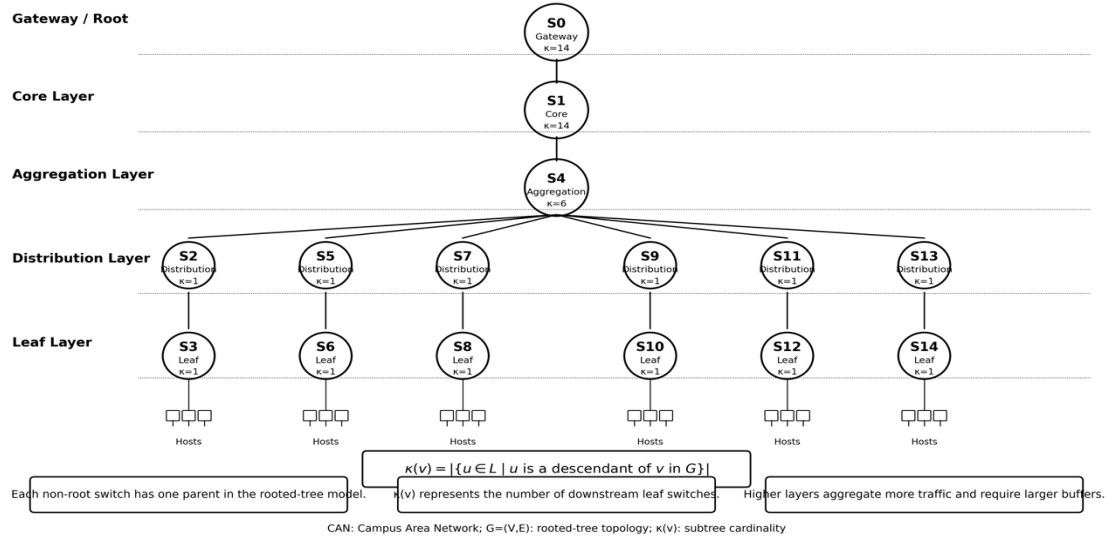 Gateway / Root
S0
Gateway
κ=14
Core Layer
S1
Core
κ=14
Aggregation Layer
S4
Aggregation
κ=6
Distribution Layer
S2
Distribution
κ=1
S5
Distribution
κ=1
S7
Distribution
κ=1
S9
Distribution
κ=1
S11
Distribution
κ=1
S13
Distribution
κ=1
Leaf Layer
S3
Leaf
κ=1
S6
Leaf
κ=1
S8
Leaf
κ=1
S10
Leaf
κ=1
S12
Leaf
κ=1
S14
Leaf
κ=1
Hosts
Hosts
Hosts
Hosts
Hosts
Hosts
κ(v) = |{u ∈ L | u is a descendant of v in G}|
Each non-root switch has one parent in the rooted-tree model.
κ(v) represents the number of downstream leaf switches.
Higher layers aggregate more traffic and require larger buffers.
CAN: Campus Area Network; G=(V,E): rooted-tree topology; κ(v): subtree cardinality